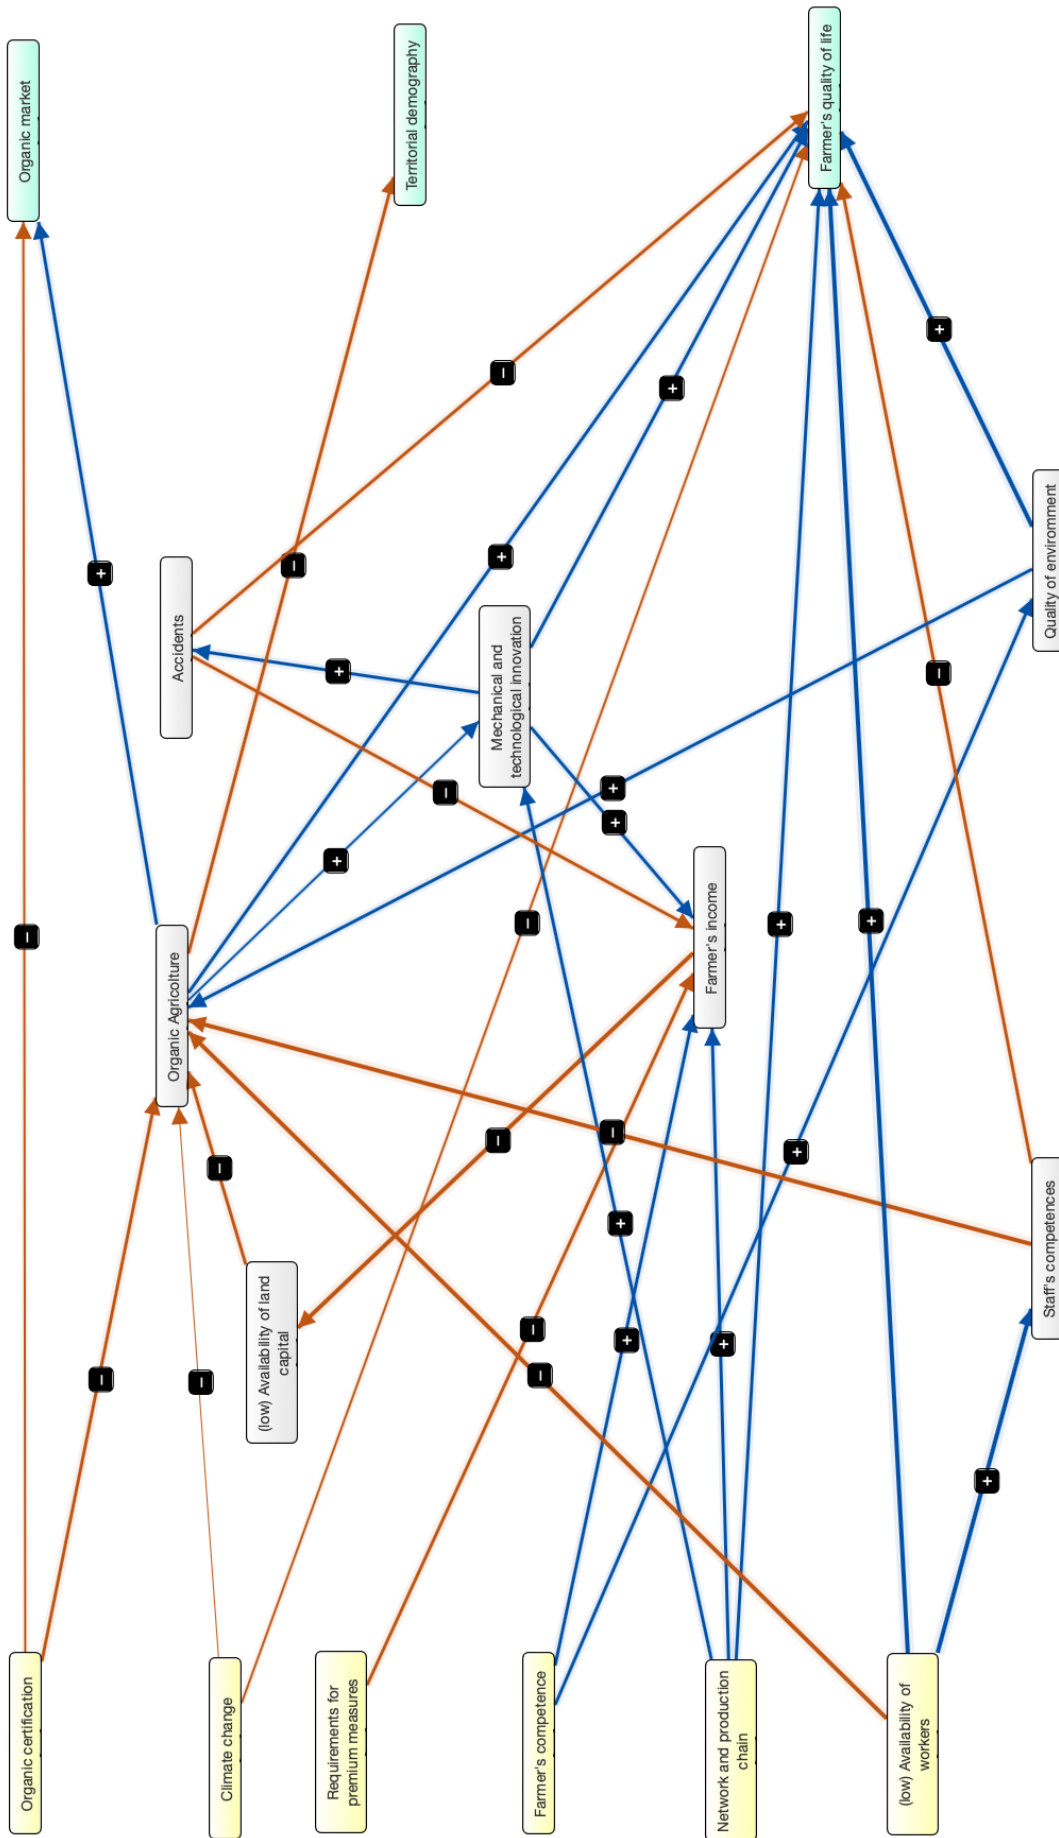 Organic certification
Climate change
Requirements for
premium measures
Farmer's competence
Network and production
chain
(low) Availability of
workers
Organic Agricolture
(low) Availability of land
capital
Accidents
Mechanical and
technological innovation
Farmer's income
Staff's competences
Quality of enviromment
Organic market
Territorial demography
Farmer's quality of life
−
+
−
−
+
−
+
+
+
−
+
−
+
+
−
−
−
−
−
+
−
−
+
+
+
+
+
+
−
+
+